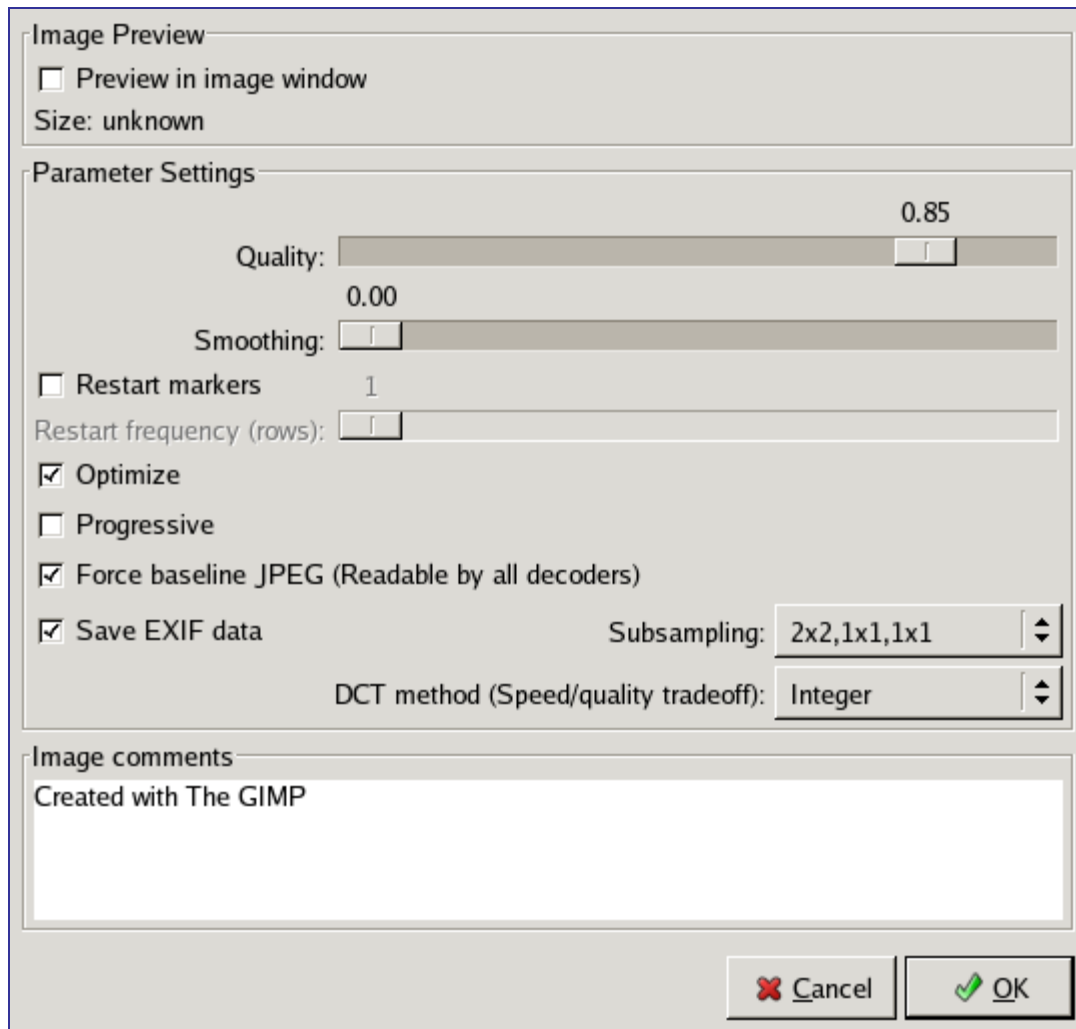 Image Preview
Preview in image window
Size: unknown
Parameter Settings
0.85
Quality:
0.00
Smoothing:
Restart markers
1
Restart frequency (rows):
Optimize
Progressive
Force baseline JPEG (Readable by all decoders)
Save EXIF data
Subsampling: 2x2,1x1,1x1
DCT method (Speed/quality tradeoff): Integer
Image comments
Created with The GIMP
Cancel OK